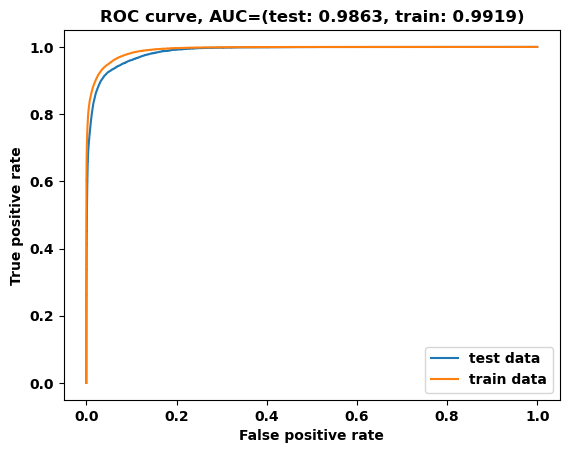 ROC curve, AUC=(test: 0.9863, train: 0.9919)
True positive rate
1.0
0.8
0.6
0.4
0.2
0.0
test data
train data
0.0 0.2 0.4 0.6 0.8 1.0
False positive rate